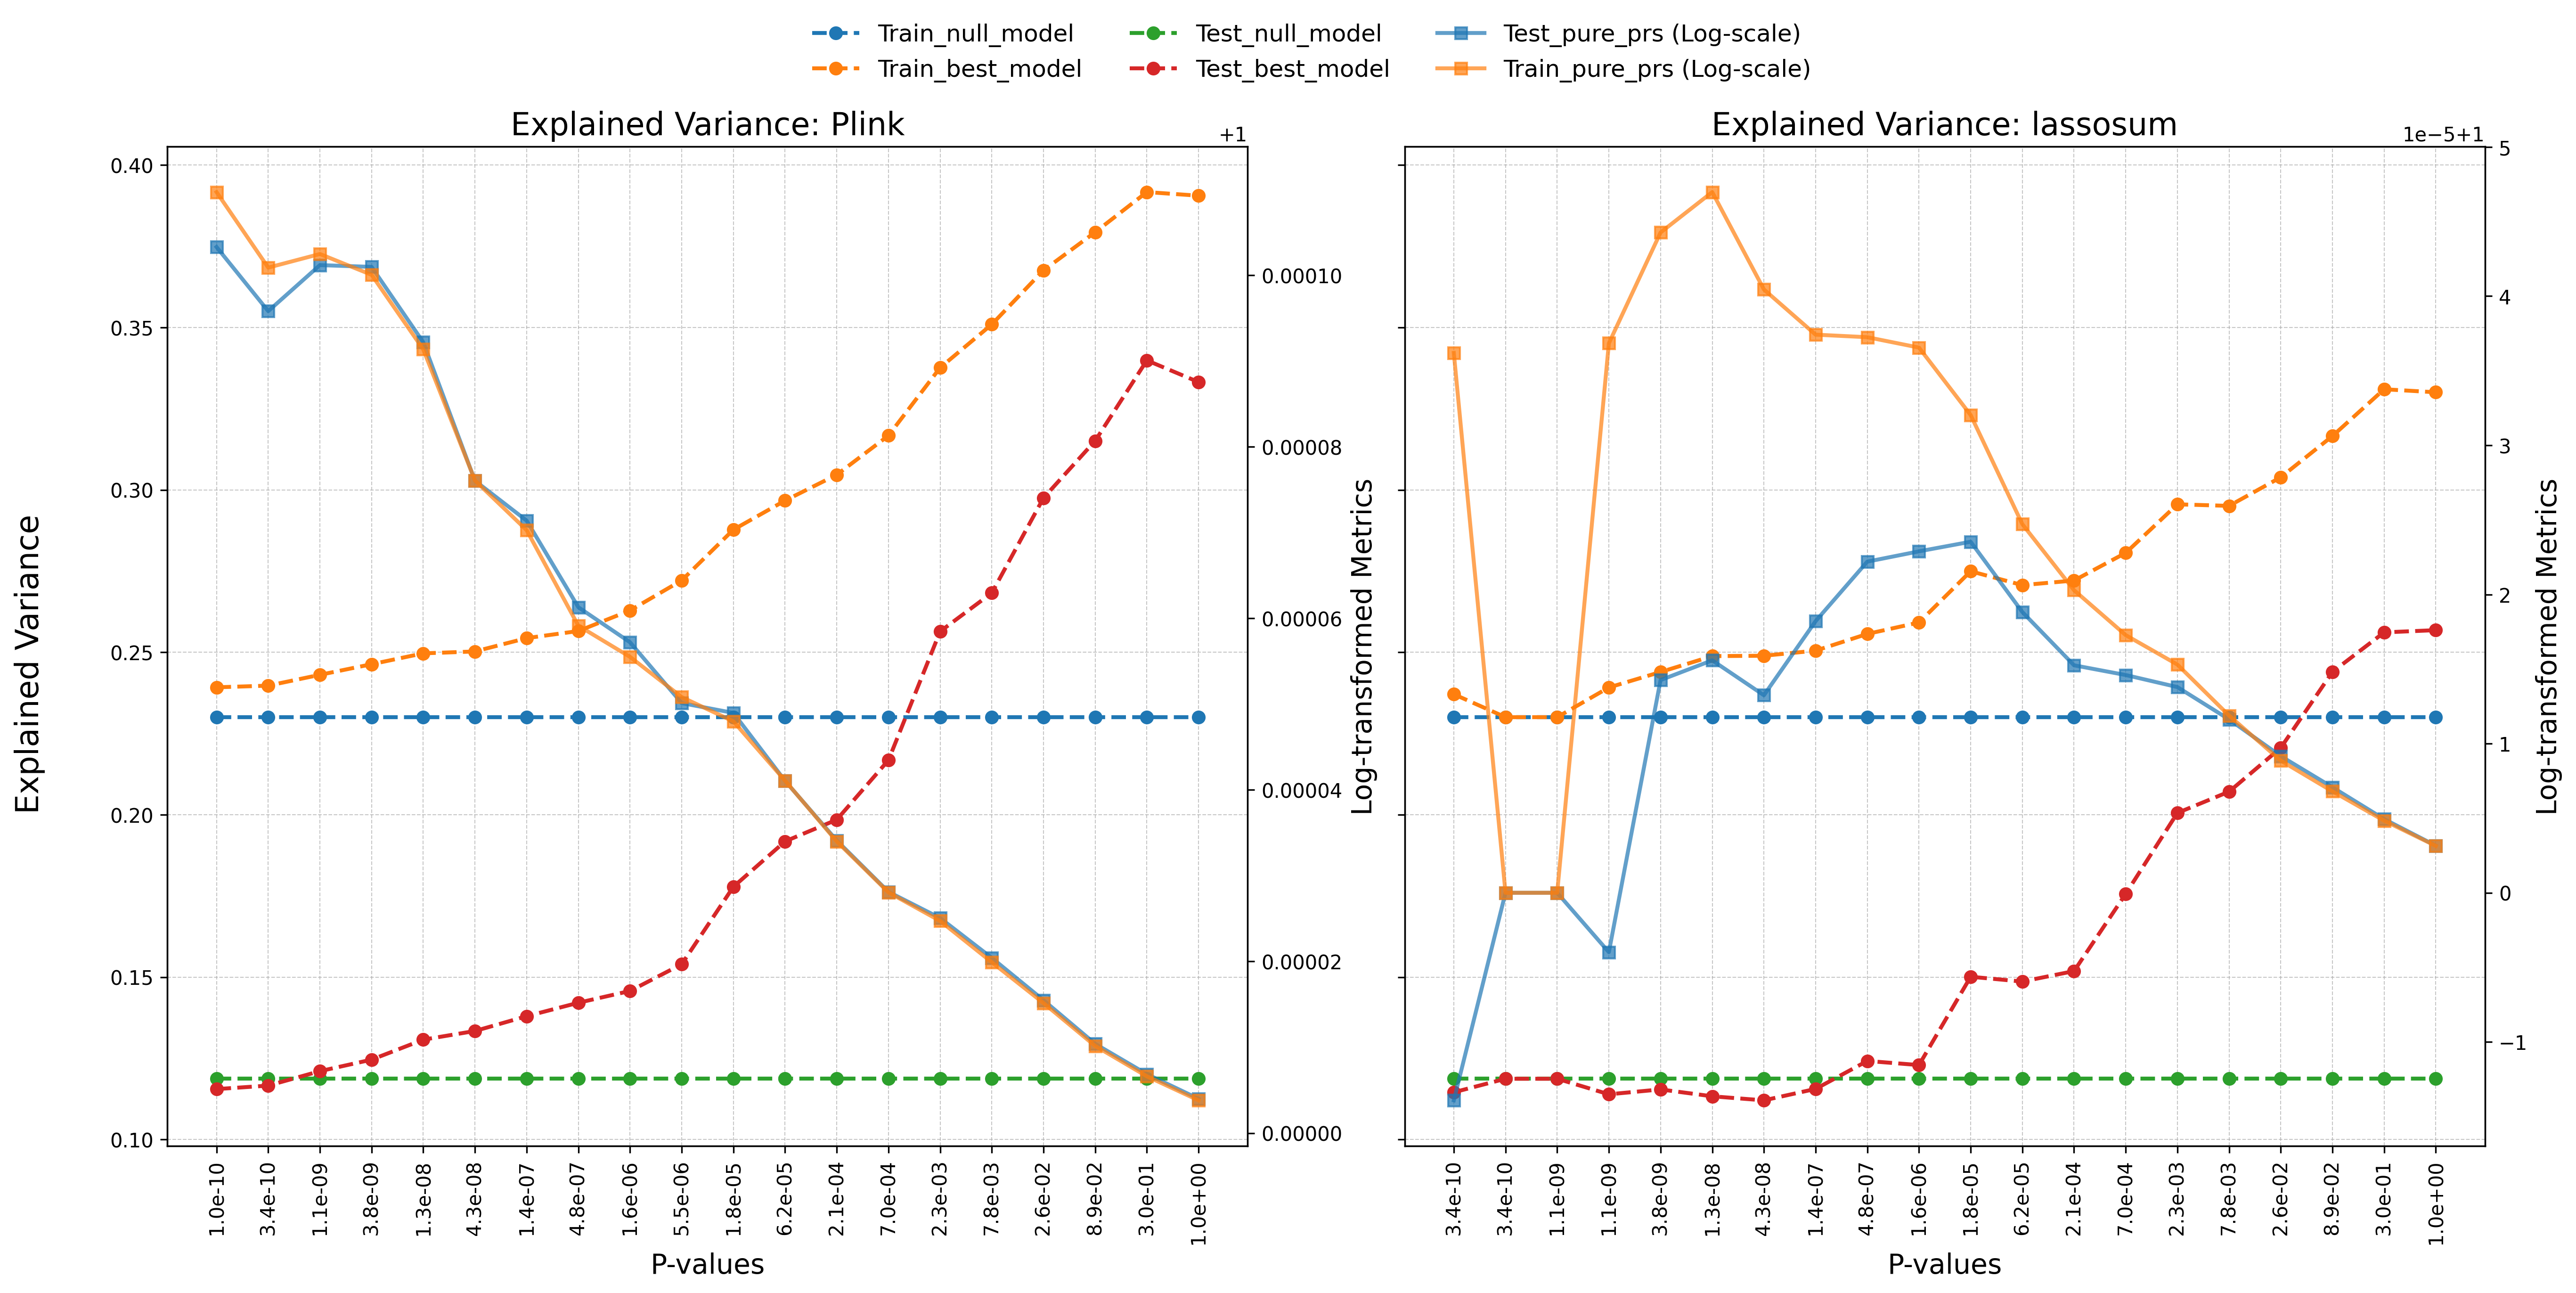 Train_null_model
Train_best_model
Test_null_model
Test_best_model
Test_pure_prs (Log-scale)
Train_pure_prs (Log-scale)
Explained Variance: Plink
+1
0.40
0.35
0.30
0.25
0.20
0.15
0.10
Explained Variance
0.00010
0.00008
0.00006
0.00004
0.00002
0.00000
Log-transformed Metrics
1.0e-10
3.4e-10
1.1e-09
3.8e-09
1.3e-08
4.3e-08
1.4e-07
4.8e-07
1.6e-06
5.5e-06
1.8e-05
6.2e-05
2.1e-04
7.0e-04
2.3e-03
7.8e-03
2.6e-02
8.9e-02
3.0e-01
1.0e+00
P-values
Explained Variance: lassosum
1e−5+1
5
4
3
2
1
0
−1
Log-transformed Metrics
3.4e-10
3.4e-10
1.1e-09
1.1e-09
3.8e-09
1.3e-08
4.3e-08
1.4e-07
4.8e-07
1.6e-06
1.8e-05
6.2e-05
2.1e-04
7.0e-04
2.3e-03
7.8e-03
2.6e-02
8.9e-02
3.0e-01
1.0e+00
P-values